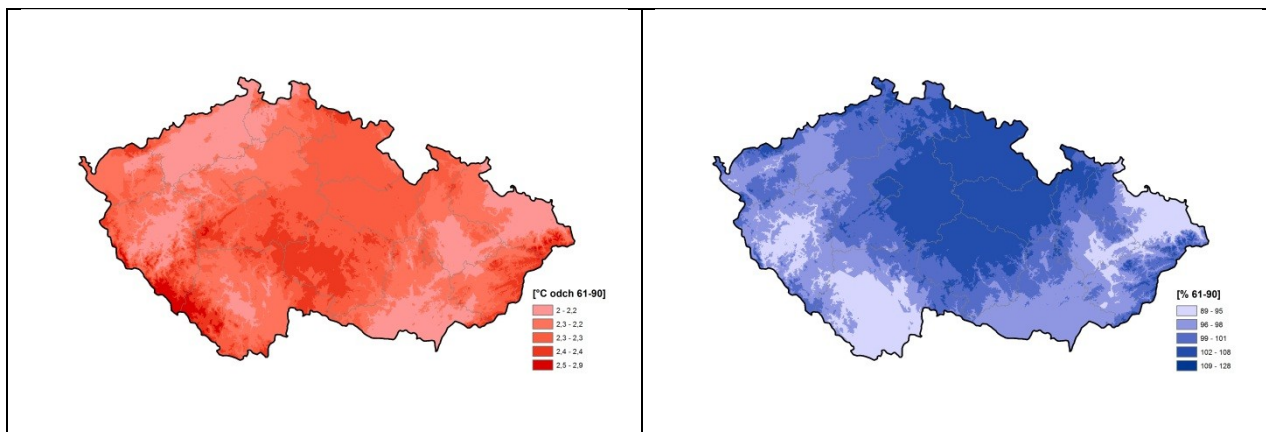 [°C odch 61-90]
2 - 2,2
2,3 - 2,2
2,3 - 2,3
2,4 - 2,4
2,5 - 2,9
[% 61-90]
89 - 95
96 - 98
99 - 101
102 - 108
109 - 128